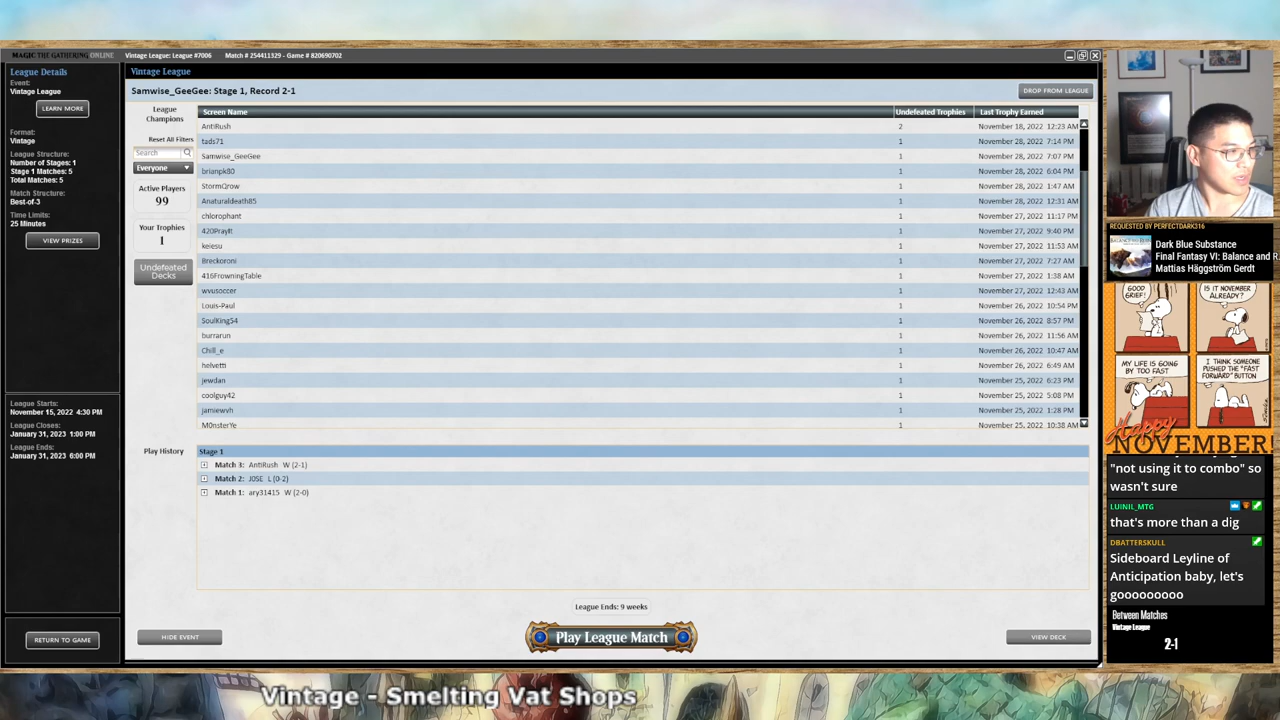 MAGIC THE GATHERING ONLINE
Vintage League: League #7006
Match # 254411329 - Game # 820690702
League Details
Event:
Vintage League
LEARN MORE
Format:
Vintage
League Structure:
Number of Stages: 1
Stage 1 Matches: 5
Total Matches: 5
Match Structure:
Best-of-3
Time Limits:
25 Minutes
VIEW PRIZES
League Starts:
November 15, 2022 4:30 PM
League Closes:
January 31, 2023 1:00 PM
League Ends:
January 31, 2023 6:00 PM
RETURN TO GAME
Vintage League
Samwise_GeeGee: Stage 1, Record 2-1
DROP FROM LEAGUE
League
Champions
Reset All Filters
Search
Everyone
Active Players
99
Your Trophies
1
Undefeated
Decks
Screen Name Undefeated Trophies Last Trophy Earned
AntiRush 2 November 18, 2022 12:23 AM
tads71 1 November 28, 2022 7:14 PM
Samwise_GeeGee 1 November 28, 2022 7:07 PM
brianpk80 1 November 28, 2022 6:04 PM
StormQrow 1 November 28, 2022 1:47 AM
Anaturaldeath85 1 November 28, 2022 12:31 AM
chlorophant 1 November 27, 2022 11:17 PM
420PrayIt 1 November 27, 2022 9:40 PM
keiesu 1 November 27, 2022 11:53 AM
Breckoroni 1 November 27, 2022 7:27 AM
416FrowningTable 1 November 27, 2022 1:38 AM
wvusoccer 1 November 27, 2022 12:43 AM
Louis-Paul 1 November 26, 2022 10:54 PM
SoulKing54 1 November 26, 2022 8:57 PM
burrarun 1 November 26, 2022 11:56 AM
Chill_e 1 November 26, 2022 10:47 AM
helvetti 1 November 26, 2022 6:49 AM
jewdan 1 November 25, 2022 6:23 PM
coolguy42 1 November 25, 2022 5:08 PM
jamiewvh 1 November 25, 2022 1:28 PM
M0nsterYe 1 November 25, 2022 10:38 AM
Play History
Stage 1
Match 3: AntiRush W (2-1)
Match 2: J0SE L (0-2)
Match 1: ary31415 W (2-0)
League Ends: 9 weeks
HIDE EVENT
Play League Match
VIEW DECK
REQUESTED BY PERFECTDARK316
Dark Blue Substance
Final Fantasy VI: Balance and R
Mattias Häggström Gerdt
GOOD
GRIEF!
IS IT NOVEMBER
ALREADY?
MY LIFE IS GOING
BY TOO FAST
I THINK SOMEONE
PUSHED THE "FAST
FORWARD" BUTTON
Happy
NOVEMBER!
"not using it to combo" so
wasn't sure
LUINIL_MTG
that's more than a dig
DBATTERSKULL
Sideboard Leyline of
Anticipation baby, let's
gooooooooo
Between Matches
Vintage League
2-1
Vintage - Smelting Vat Shops